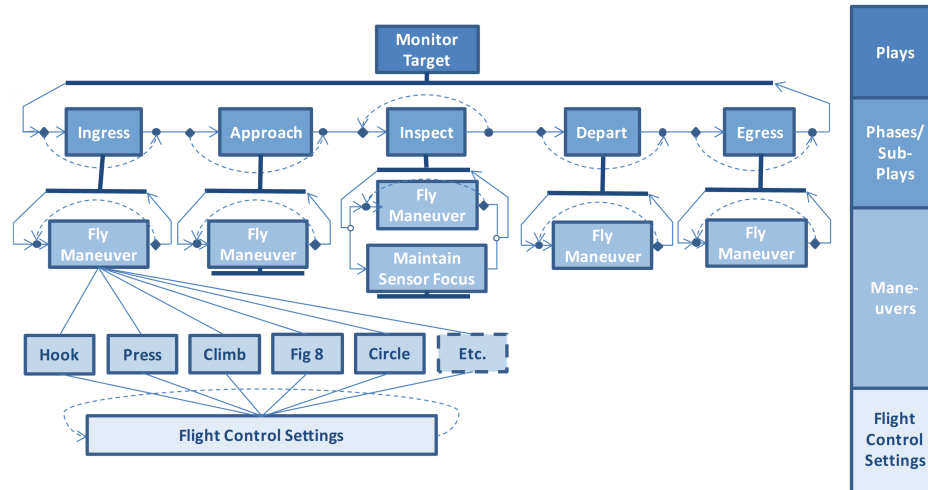 Monitor
Target
Plays
Ingress
Approach
Inspect
Depart
Egress
Phases/
Sub-
Plays
Fly
Maneuver
Fly
Maneuver
Fly
Maneuver
Maintain
Sensor Focus
Fly
Maneuver
Fly
Maneuver
Mane-
uvers
Hook
Press
Climb
Fig 8
Circle
Etc.
Flight Control Settings
Flight
Control
Settings